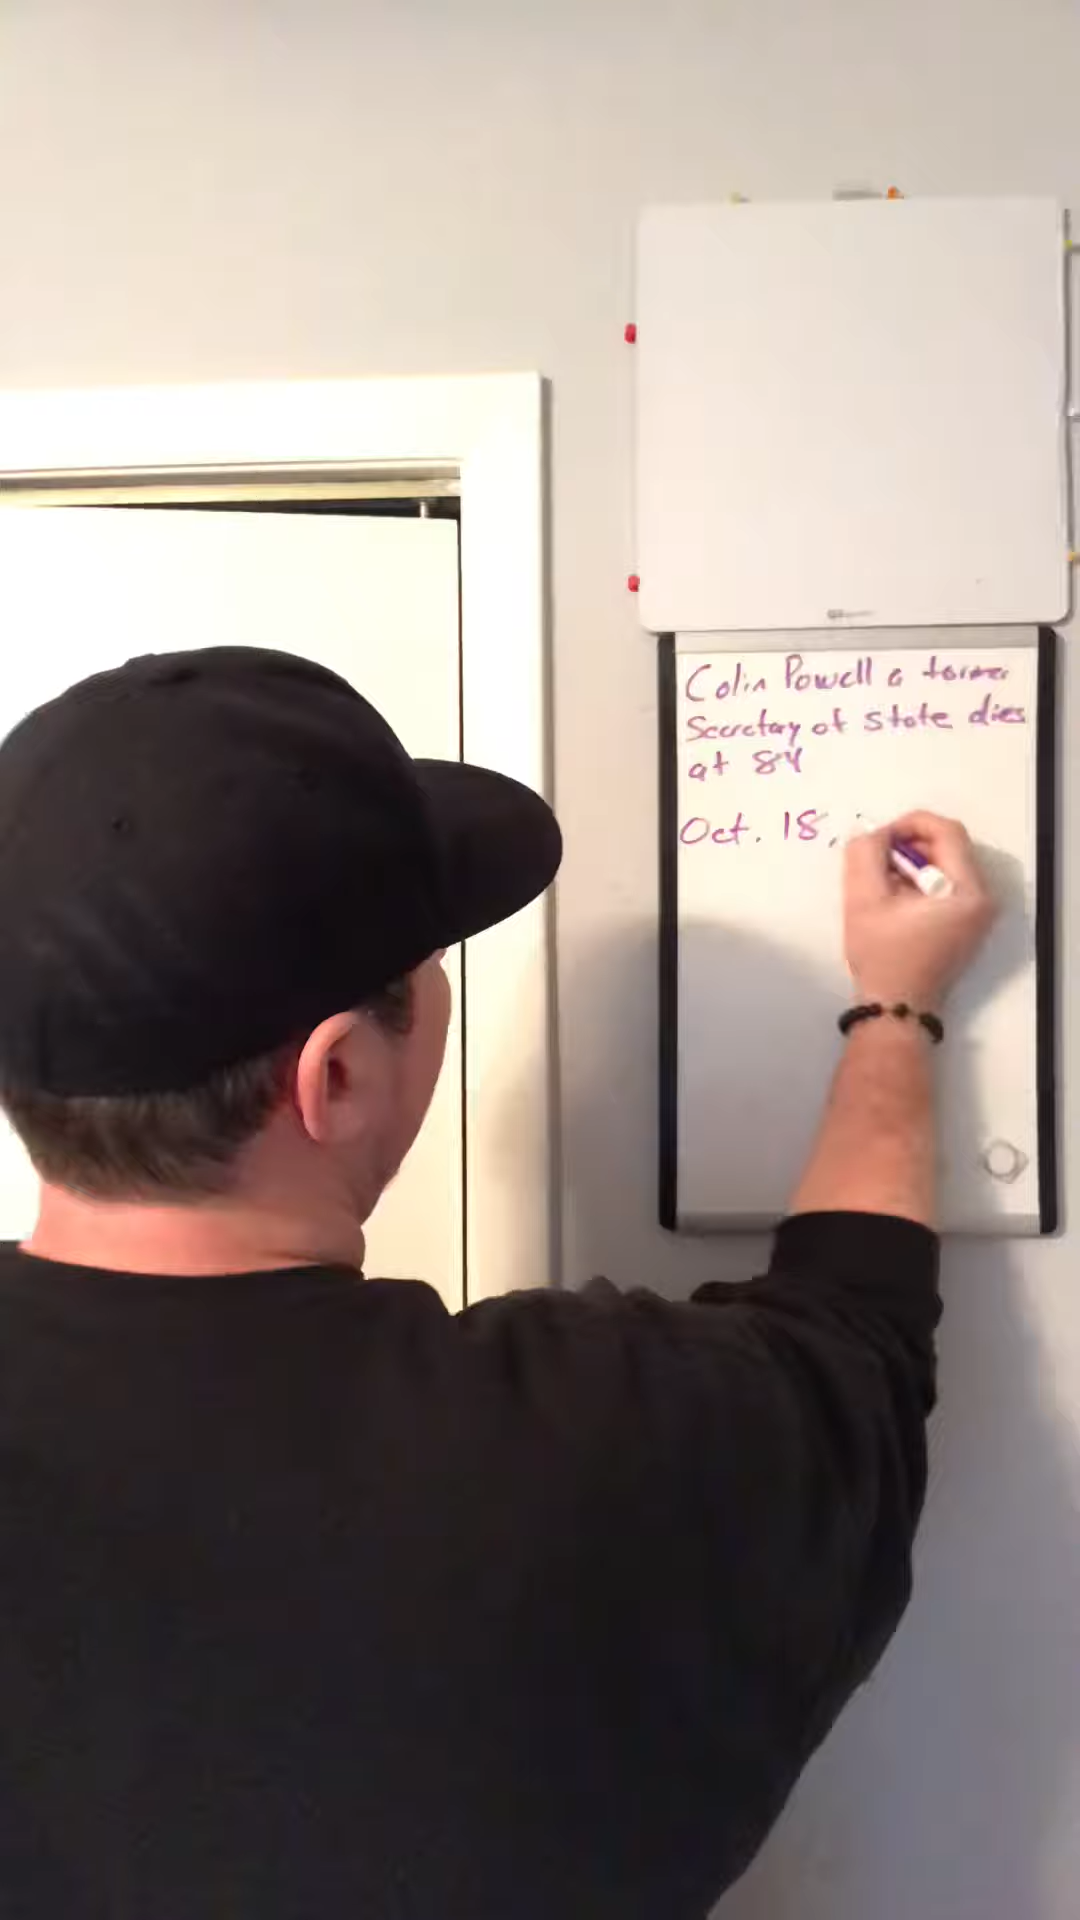 Colin Powell a former
Secretary of State dies
at 84
Oct. 18,